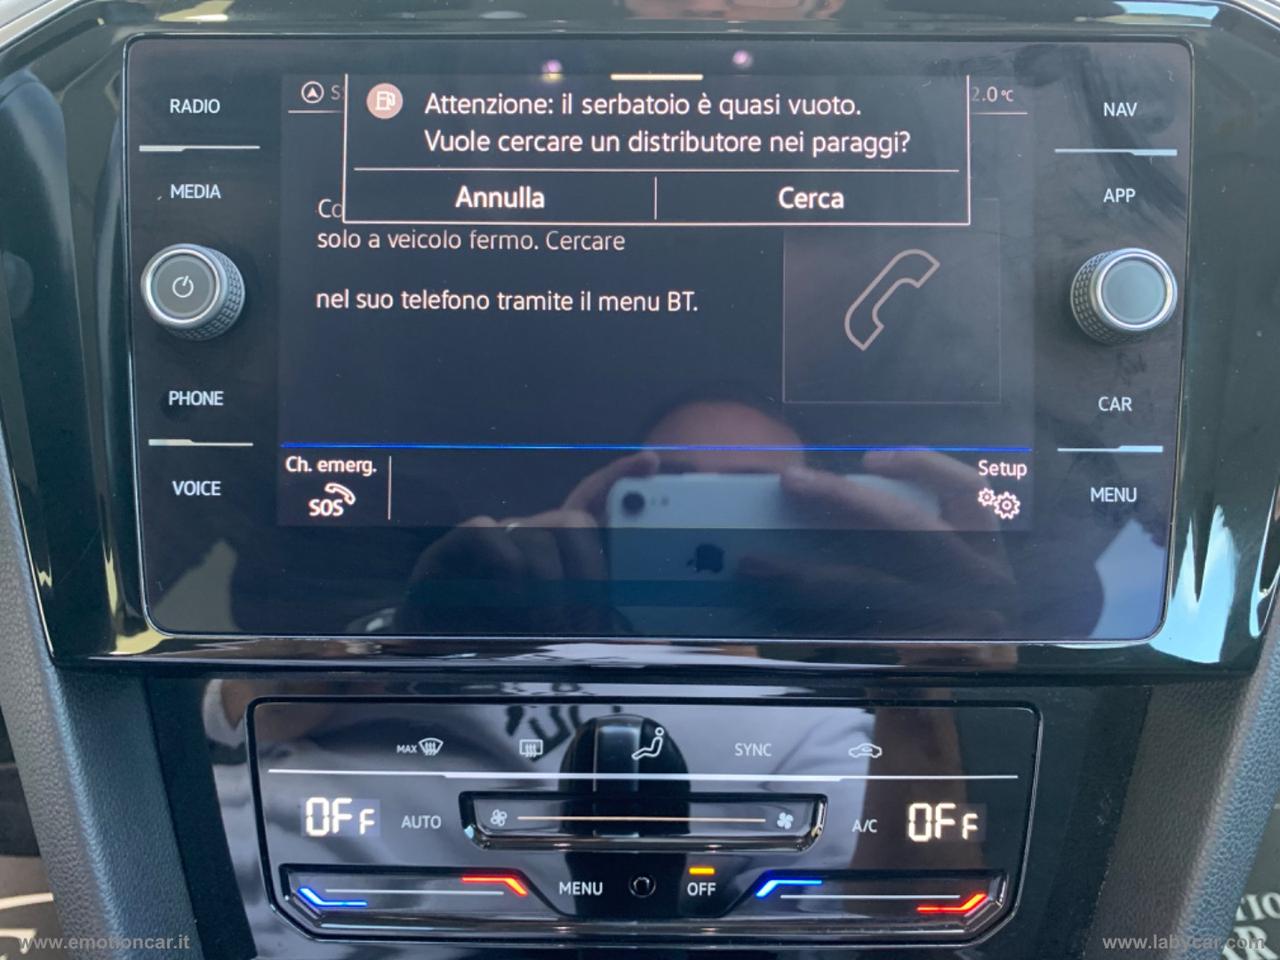 RADIO
MEDIA
PHONE
VOICE
NAV
APP
CAR
MENU
2.0°C
Attenzione: il serbatoio è quasi vuoto.
Vuole cercare un distributore nei paraggi?
Annulla
Cerca
solo a veicolo fermo. Cercare
nel suo telefono tramite il menu BT.
Ch. emerg.
SOS
Setup
MAX
SYNC
OFF
AUTO
A/C
OFF
MENU
OFF
www.emotioncar.it
www.labycar.com